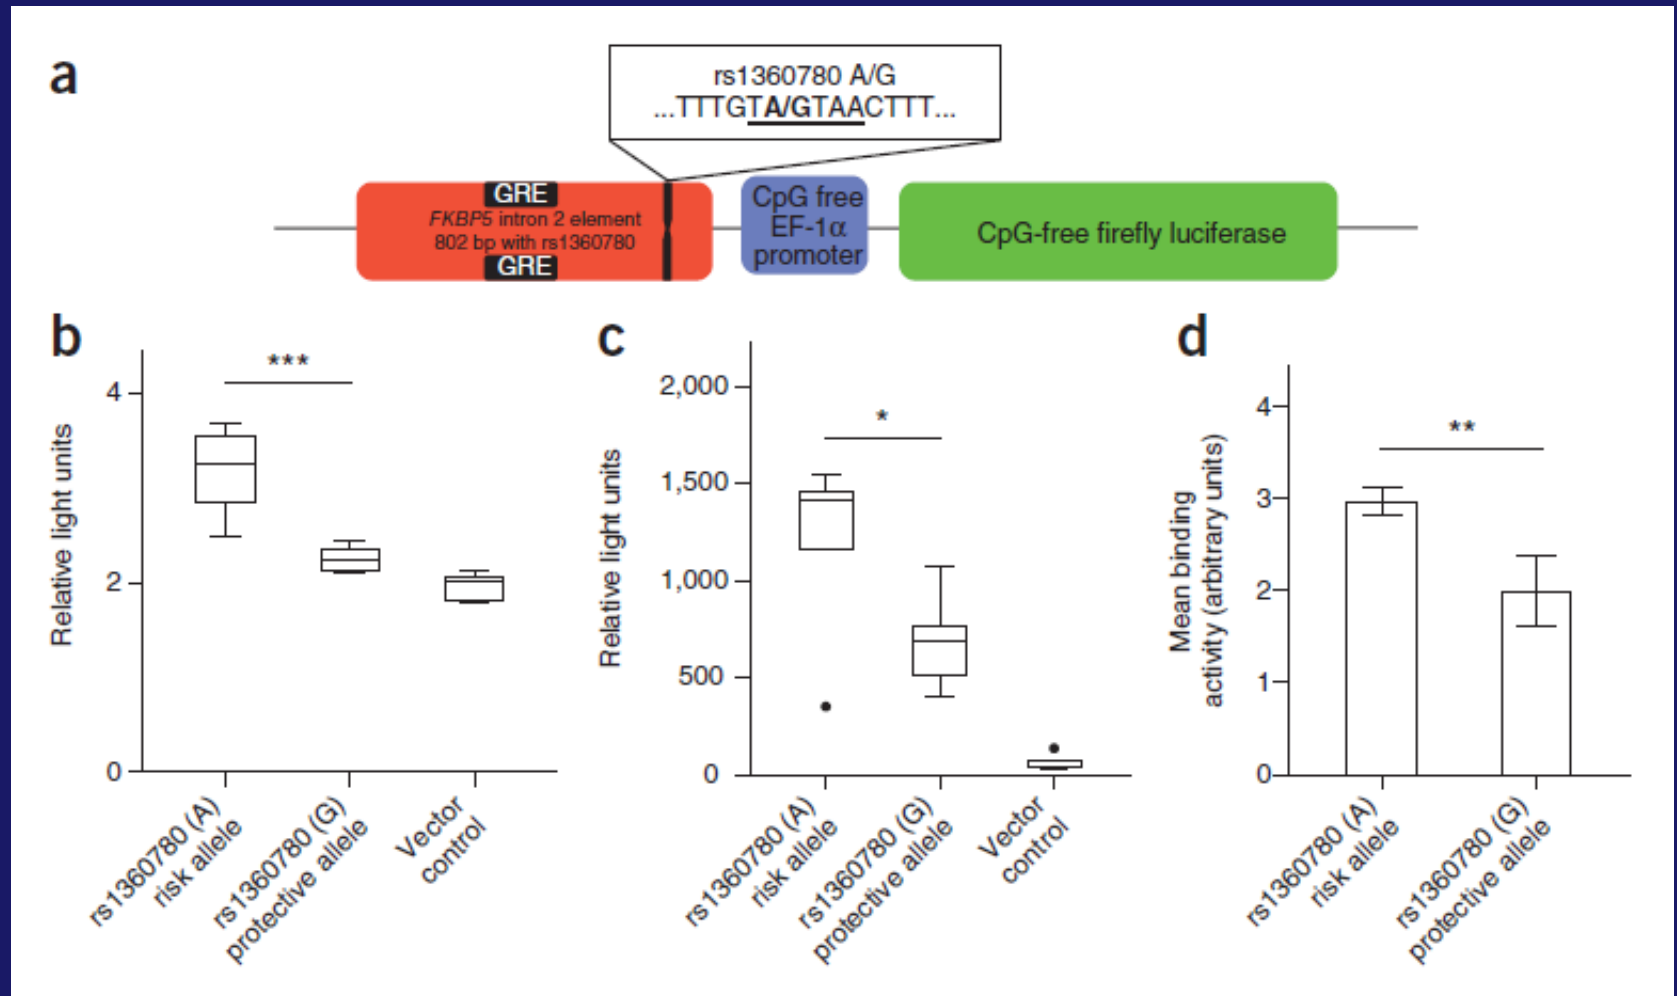 a
rs1360780 A/G
...TTTGTA/GTAACTTT...
GRE
FKBP5 intron 2 element
802 bp with rs1360780
GRE
CpG free
EF-1α
promoter
CpG-free firefly luciferase
b
***
Relative light units
4
2
0
rs1360780 (A)
risk allele
rs1360780 (G)
protective allele
Vector
control
c
*
Relative light units
2,000
1,500
1,000
500
0
rs1360780 (A)
risk allele
rs1360780 (G)
protective allele
Vector
control
d
**
Mean binding
activity (arbitrary units)
4
3
2
1
0
rs1360780 (A)
risk allele
rs1360780 (G)
protective allele